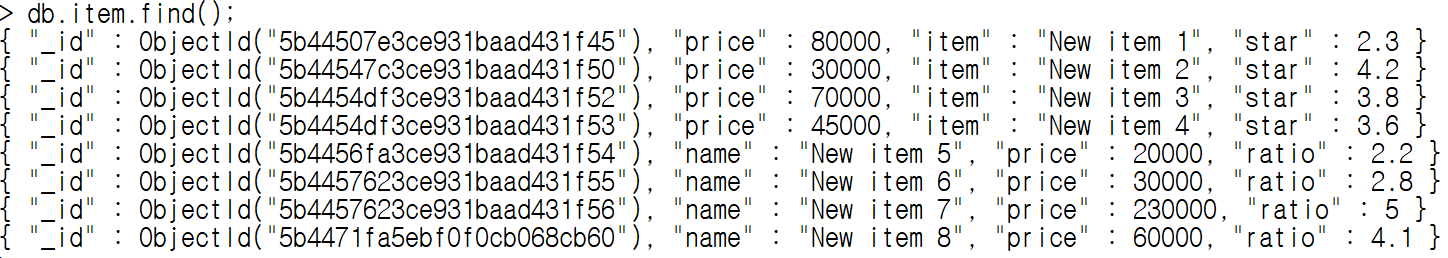 > db.item.find();
{ "_id" : ObjectId("5b44507e3ce931baad431f45"), "price" : 80000, "item" : "New item 1", "star" : 2.3 }
{ "_id" : ObjectId("5b44547c3ce931baad431f50"), "price" : 30000, "item" : "New item 2", "star" : 4.2 }
{ "_id" : ObjectId("5b4454df3ce931baad431f52"), "price" : 70000, "item" : "New item 3", "star" : 3.8 }
{ "_id" : ObjectId("5b4454df3ce931baad431f53"), "price" : 45000, "item" : "New item 4", "star" : 3.6 }
{ "_id" : ObjectId("5b4456fa3ce931baad431f54"), "name" : "New item 5", "price" : 20000, "ratio" : 2.2 }
{ "_id" : ObjectId("5b4457623ce931baad431f55"), "name" : "New item 6", "price" : 30000, "ratio" : 2.8 }
{ "_id" : ObjectId("5b4457623ce931baad431f56"), "name" : "New item 7", "price" : 230000, "ratio" : 5 }
{ "_id" : ObjectId("5b4471fa5ebf0f0cb068cb60"), "name" : "New item 8", "price" : 60000, "ratio" : 4.1 }